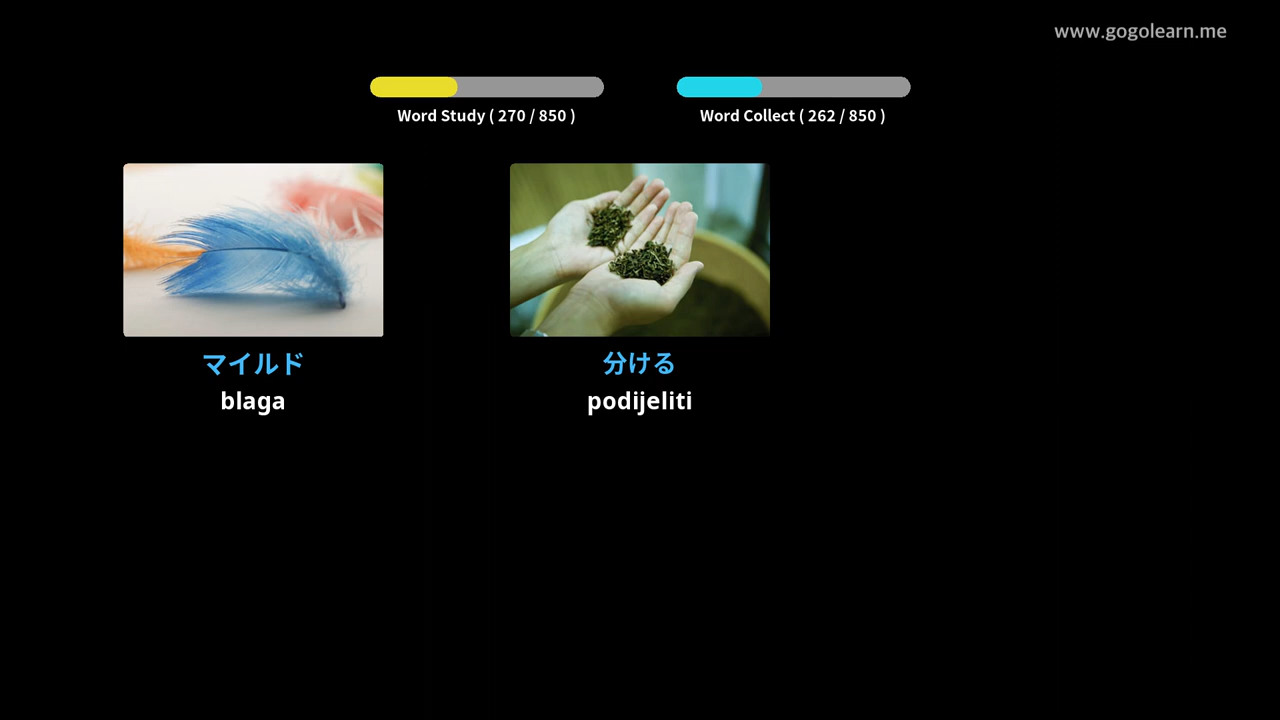 www.gogolearn.me
Word Study ( 270 / 850 )
Word Collect ( 262 / 850 )
マイルド
blaga
分ける
podijeliti